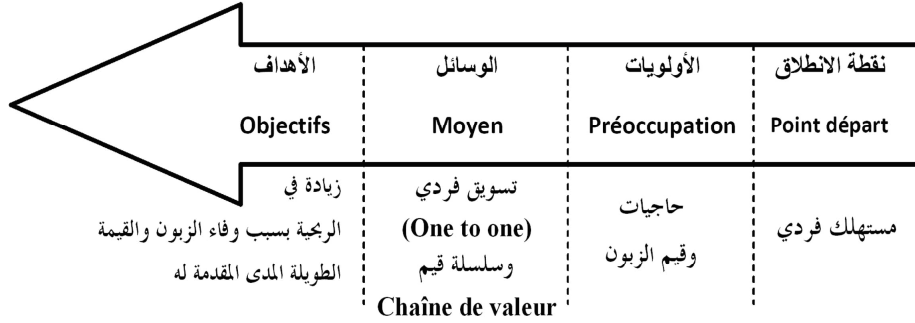 نقطة الانطلاق
Point départ
مستهلك فردي
الأولويات
Préoccupation
حاجيات
وقيم الزبون
الوسائل
Moyen
تسويق فردي
(One to one)
وسلسلة قيم
Chaîne de valeur
الأهداف
Objectifs
زيادة في
الربحية بسبب وفاء الزبون والقيمة
الطويلة المدى المقدمة له